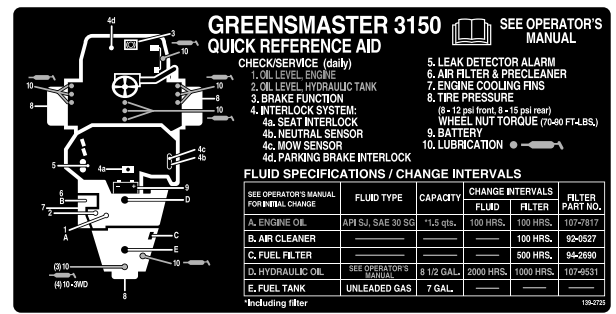 GREENSMASTER 3150
QUICK REFERENCE AID
SEE OPERATOR'S
MANUAL
CHECK/SERVICE (daily)
1. OIL LEVEL, ENGINE
2. OIL LEVEL, HYDRAULIC TANK
3. BRAKE FUNCTION
4. INTERLOCK SYSTEM:
4a. SEAT INTERLOCK
4b. NEUTRAL SENSOR
4c. MOW SENSOR
4d. PARKING BRAKE INTERLOCK
5. LEAK DETECTOR ALARM
6. AIR FILTER & PRECLEANER
7. ENGINE COOLING FINS
8. TIRE PRESSURE
(8 - 12 psi front, 8 - 15 psi rear)
WHEEL NUT TORQUE (70-90 FT-LBS.)
9. BATTERY
10. LUBRICATION
4d
3
10
10
10
8
8
10
4c
4b
5
4a
9
6
B
D
7
2
1
A
C
E
(3) 10
10
(4) 10 -3WD
8
FLUID SPECIFICATIONS / CHANGE INTERVALS
SEE OPERATOR'S MANUAL FOR INITIAL CHANGE | FLUID TYPE | CAPACITY | CHANGE INTERVALS | FILTER PART NO.
FLUID | FILTER
A. ENGINE OIL | API SJ, SAE 30 SG | *1.5 qts. | 100 HRS. | 100 HRS. | 107-7817
B. AIR CLEANER | —— | —— | —— | 100 HRS. | 92-0527
C. FUEL FILTER | —— | —— | —— | 500 HRS. | 94-2690
D. HYDRAULIC OIL | SEE OPERATOR'S MANUAL | 8 1/2 GAL. | 2000 HRS. | 1000 HRS. | 107-9531
E. FUEL TANK | UNLEADED GAS | 7 GAL. | —— | —— | ——
*Including filter
139-2725